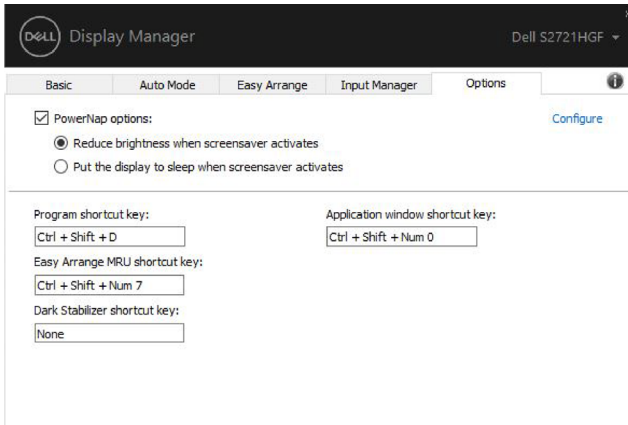 DELL Display Manager
Dell S2721HGF
Basic Auto Mode Easy Arrange Input Manager Options
PowerNap options:
Configure
Reduce brightness when screensaver activates
Put the display to sleep when screensaver activates
Program shortcut key:
Application window shortcut key:
Ctrl + Shift + D
Ctrl + Shift + Num 0
Easy Arrange MRU shortcut key:
Ctrl + Shift + Num 7
Dark Stabilizer shortcut key:
None